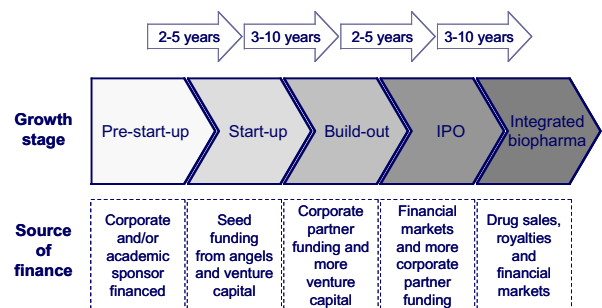 2-5 years
3-10 years
2-5 years
3-10 years
Growth
stage
Pre-start-up
Start-up
Build-out
IPO
Integrated
biopharma
Source
of
finance
Corporate
and/or
academic
sponsor
financed
Seed
funding
from angels
and venture
capital
Corporate
partner
funding and
more
venture
capital
Financial
markets
and more
corporate
partner
funding
Drug sales,
royalties
and
financial
markets